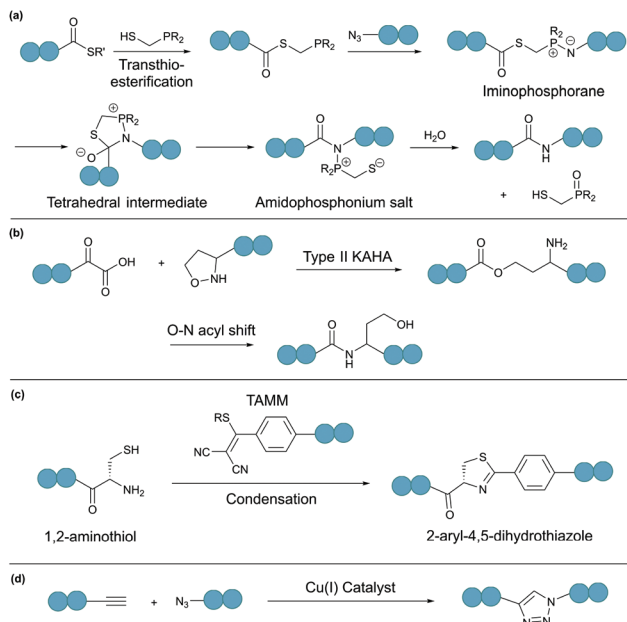 (a)
O
SR'
HS PR2
Transthio-
esterification
S PR2
O
N3
O S R2 P ⊕ N ⊖
Iminophosphorane
⊕ PR2
S N
⊖ O
Tetrahedral intermediate
O
N
R2P ⊕ S ⊖
Amidophosphonium salt
H2O
O
N
H
+ HS O PR2
(b)
O
OH
O
+
O NH
Type II KAHA
O
O
NH2
O-N acyl shift
O
N
H
OH
(c)
SH
O
NH2
1,2-aminothiol
TAMM
RS
CN
CN
Condensation
S
N
O
2-aryl-4,5-dihydrothiazole
(d)
+
N3
Cu(I) Catalyst
N
N=N